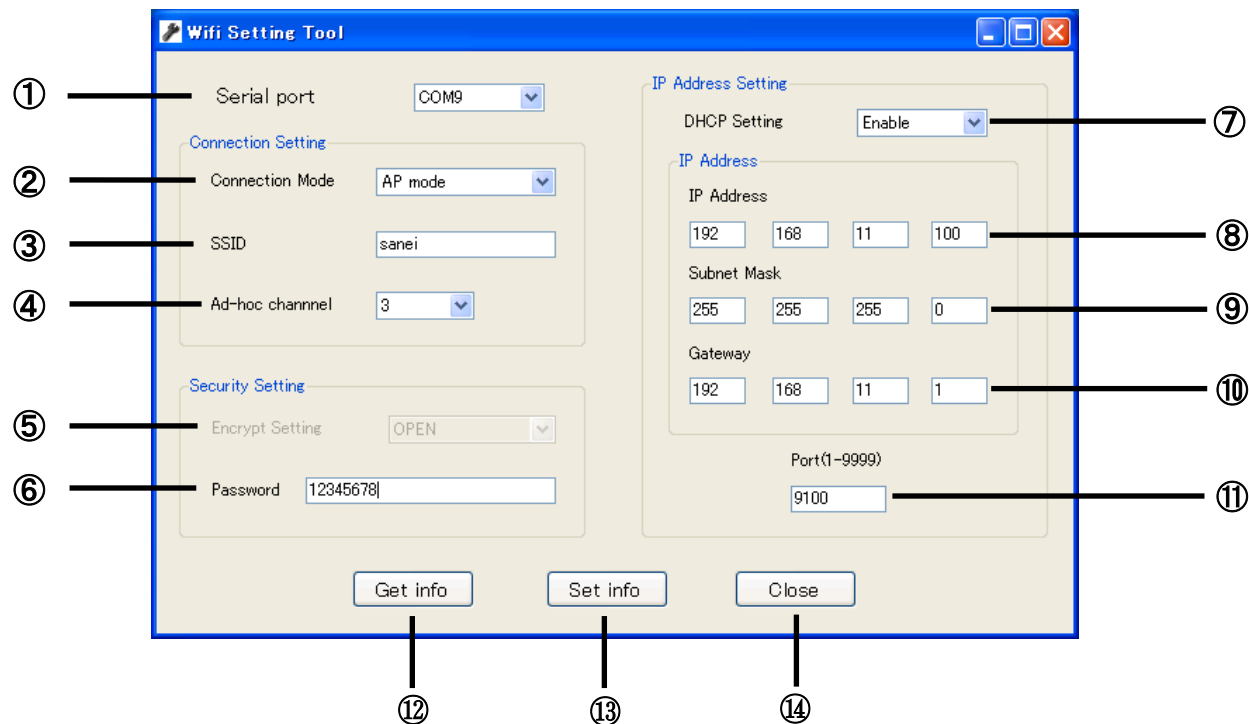 Wifi Setting Tool
① Serial port COM9
Connection Setting
② Connection Mode AP mode
③ SSID sanei
④ Ad-hoc channnel 3
Security Setting
⑤ Encrypt Setting OPEN
⑥ Password 12345678
IP Address Setting
DHCP Setting Enable ⑦
IP Address
IP Address
192 168 11 100 ⑧
Subnet Mask
255 255 255 0 ⑨
Gateway
192 168 11 1 ⑩
Port(1-9999)
9100 ⑪
Get info Set info Close
⑫ ⑬ ⑭